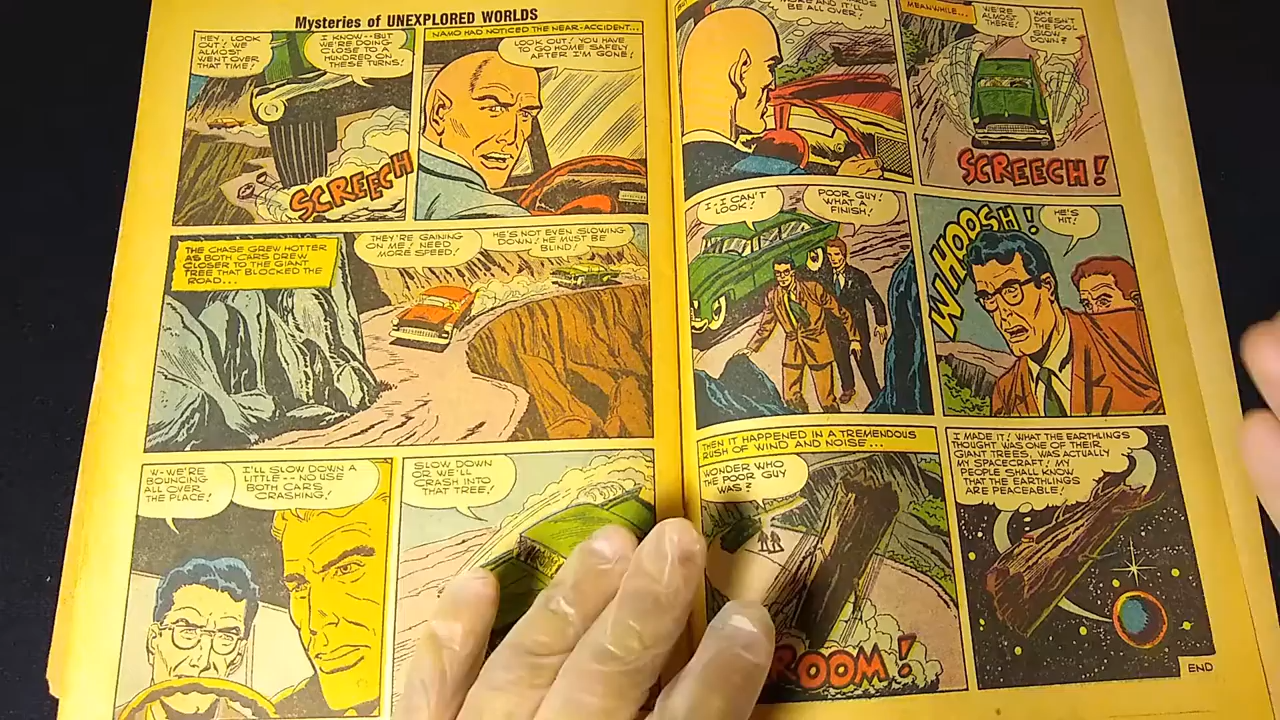 Mysteries of UNEXPLORED WORLDS
HEY, LOOK
OUT! WE
ALMOST
WENT OVER
THAT TIME!
I KNOW--BUT
WE'RE DOING
CLOSE TO A
HUNDRED ON
THESE TURNS!
SCREECH
NAMO HAD NOTICED THE NEAR-ACCIDENT...
LOOK OUT! YOU HAVE
TO GO HOME SAFELY
AFTER I'M GONE!
THE CHASE GREW HOTTER
AS BOTH CARS DREW
CLOSER TO THE GIANT
TREE THAT BLOCKED THE
ROAD...
THEY'RE GAINING
ON ME! NEED
MORE SPEED!
HE'S NOT EVEN SLOWING
DOWN! HE MUST BE
BLIND!
W-WE'RE
BOUNCING
ALL OVER
THE PLACE!
I'LL SLOW DOWN A
LITTLE -- NO USE
BOTH CARS
CRASHING!
SLOW DOWN
OR WE'LL
CRASH INTO
THAT TREE!
MORE AND IT'LL
BE ALL OVER!
MEANWHILE...
WE'RE
ALMOST
THERE!
WHY
DOESN'T
THE FOOL
SLOW
DOWN?
SCREECH!
I-I CAN'T
LOOK!
POOR GUY!
WHAT A
FINISH!
WHOOSH!
HE'S
HIT!
THEN IT HAPPENED IN A TREMENDOUS
RUSH OF WIND AND NOISE...
WONDER WHO
THE POOR GUY
WAS?
ROOM!
I MADE IT! WHAT THE EARTHLINGS
THOUGHT WAS ONE OF THEIR
GIANT TREES, WAS ACTUALLY
MY SPACECRAFT! MY
PEOPLE SHALL KNOW
THAT THE EARTHLINGS
ARE PEACEABLE!
END